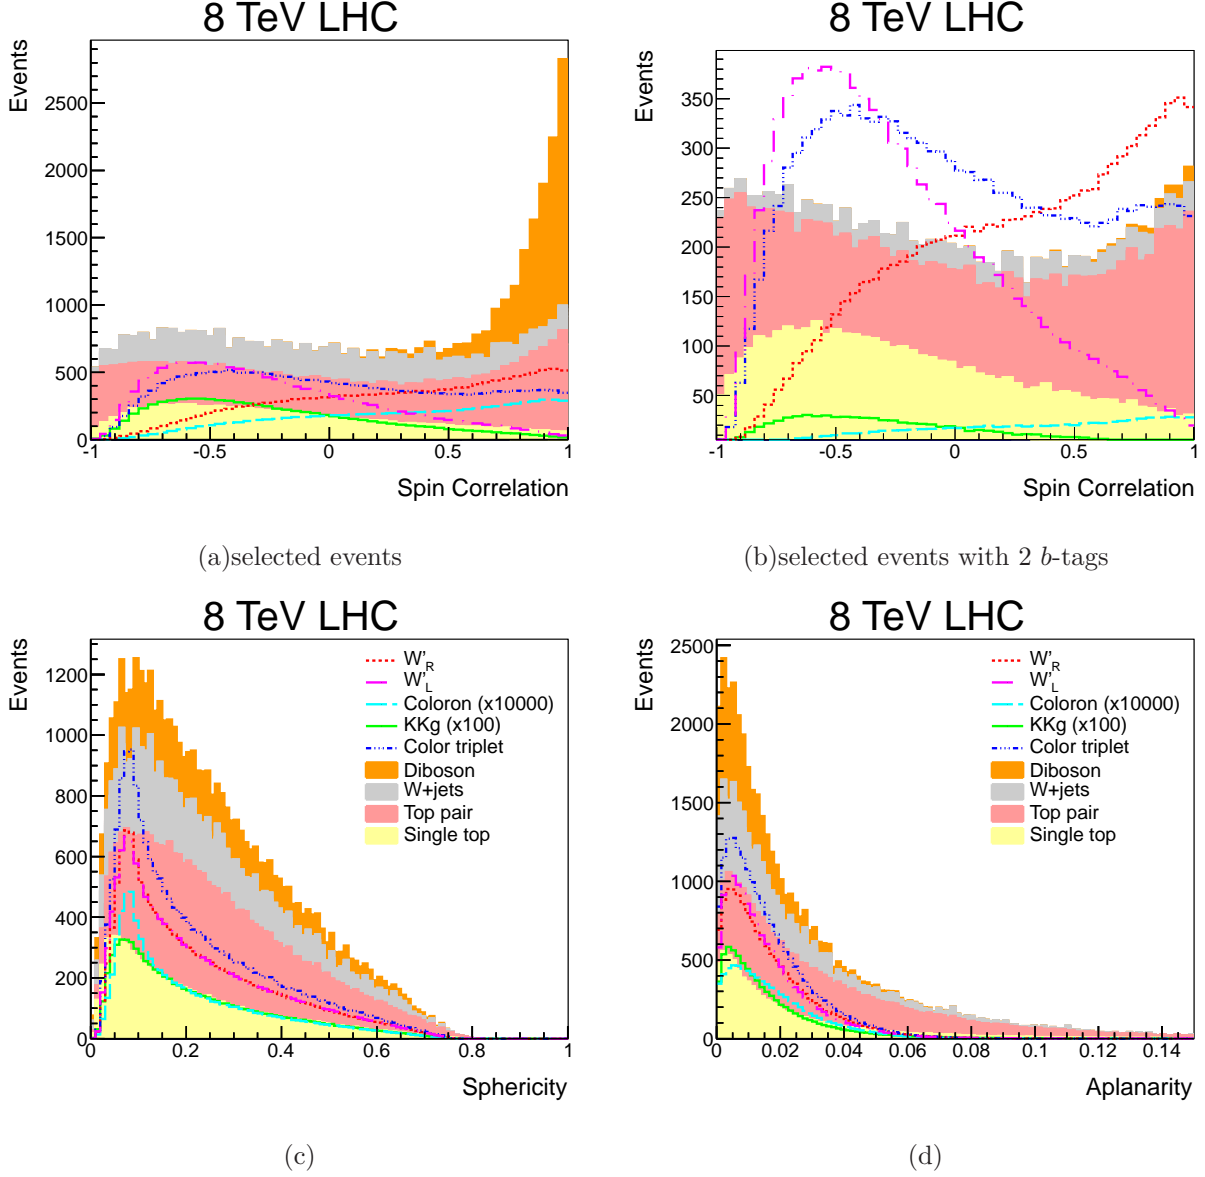 8 TeV LHC
Events
2500
2000
1500
1000
500
0
-1 -0.5 0 0.5 1
Spin Correlation
(a)selected events
8 TeV LHC
Events
350
300
250
200
150
100
50
-1 -0.5 0 0.5 1
Spin Correlation
(b)selected events with 2 b-tags
8 TeV LHC
Events
1200
1000
800
600
400
200
0
0 0.2 0.4 0.6 0.8 1
Sphericity
W'R
W'L
Coloron (x10000)
KKg (x100)
Color triplet
Diboson
W+jets
Top pair
Single top
(c)
8 TeV LHC
Events
2500
2000
1500
1000
500
0
0 0.02 0.04 0.06 0.08 0.1 0.12 0.14
Aplanarity
W'R
W'L
Coloron (x10000)
KKg (x100)
Color triplet
Diboson
W+jets
Top pair
Single top
(d)